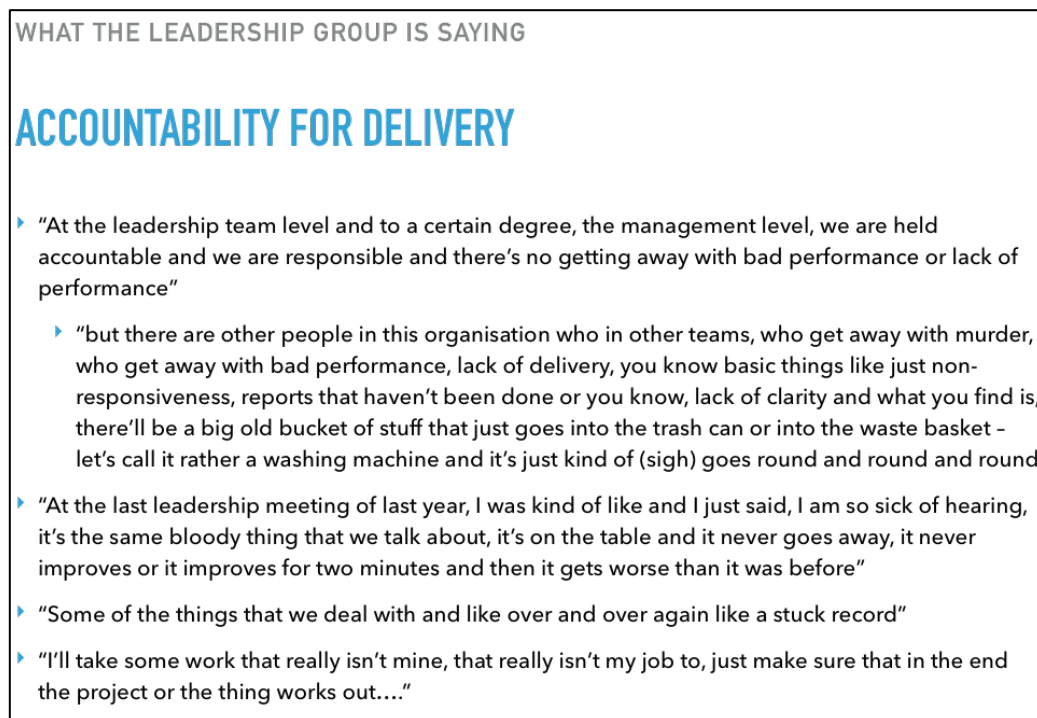 WHAT THE LEADERSHIP GROUP IS SAYING
ACCOUNTABILITY FOR DELIVERY
“At the leadership team level and to a certain degree, the management level, we are held
accountable and we are responsible and there’s no getting away with bad performance or lack of
performance”
“but there are other people in this organisation who in other teams, who get away with murder,
who get away with bad performance, lack of delivery, you know basic things like just non-
responsiveness, reports that haven’t been done or you know, lack of clarity and what you find is,
there’ll be a big old bucket of stuff that just goes into the trash can or into the waste basket –
let’s call it rather a washing machine and it’s just kind of (sigh) goes round and round and round
“At the last leadership meeting of last year, I was kind of like and I just said, I am so sick of hearing,
it’s the same bloody thing that we talk about, it’s on the table and it never goes away, it never
improves or it improves for two minutes and then it gets worse than it was before”
“Some of the things that we deal with and like over and over again like a stuck record”
“I’ll take some work that really isn’t mine, that really isn’t my job to, just make sure that in the end
the project or the thing works out….”